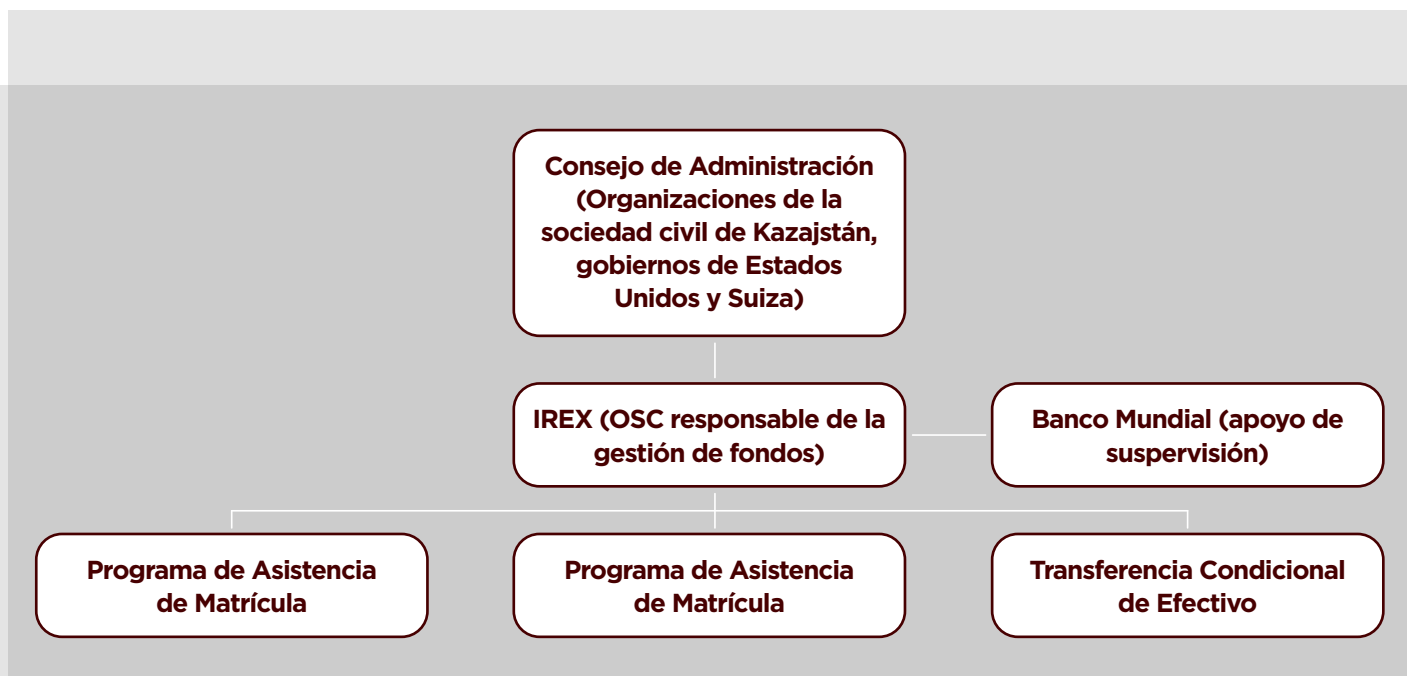 Consejo de Administración
(Organizaciones de la
sociedad civil de Kazajstán,
gobiernos de Estados
Unidos y Suiza)
IREX (OSC responsable de la
gestión de fondos)
Banco Mundial (apoyo de
suspervisión)
Programa de Asistencia
de Matrícula
Programa de Asistencia
de Matrícula
Transferencia Condicional
de Efectivo